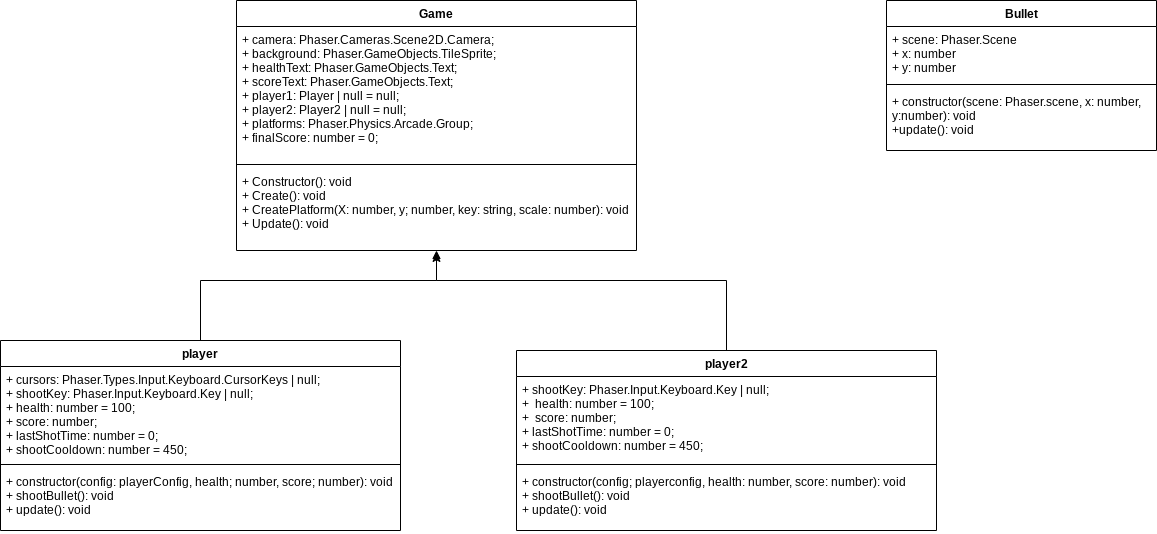 Game
+ camera: Phaser.Cameras.Scene2D.Camera;
+ background: Phaser.GameObjects.TileSprite;
+ healthText: Phaser.GameObjects.Text;
+ scoreText: Phaser.GameObjects.Text;
+ player1: Player | null = null;
+ player2: Player2 | null = null;
+ platforms: Phaser.Physics.Arcade.Group;
+ finalScore: number = 0;
+ Constructor(): void
+ Create(): void
+ CreatePlatform(X: number, y; number, key: string, scale: number): void
+ Update(): void
Bullet
+ scene: Phaser.Scene
+ x: number
+ y: number
+ constructor(scene: Phaser.scene, x: number,
y:number): void
+update(): void
player
+ cursors: Phaser.Types.Input.Keyboard.CursorKeys | null;
+ shootKey: Phaser.Input.Keyboard.Key | null;
+ health: number = 100;
+ score: number;
+ lastShotTime: number = 0;
+ shootCooldown: number = 450;
+ constructor(config: playerConfig, health; number, score; number): void
+ shootBullet(): void
+ update(): void
player2
+ shootKey: Phaser.Input.Keyboard.Key | null;
+ health: number = 100;
+ score: number;
+ lastShotTime: number = 0;
+ shootCooldown: number = 450;
+ constructor(config; playerconfig, health: number, score: number): void
+ shootBullet(): void
+ update(): void